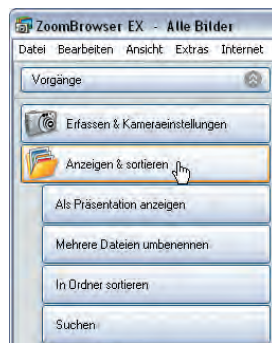 ZoomBrowser EX - Alle Bilder
Datei Bearbeiten Ansicht Extras Internet
Vorgänge
Erfassen & Kameraeinstellungen
Anzeigen & sortieren
Als Präsentation anzeigen
Mehrere Dateien umbenennen
In Ordner sortieren
Suchen